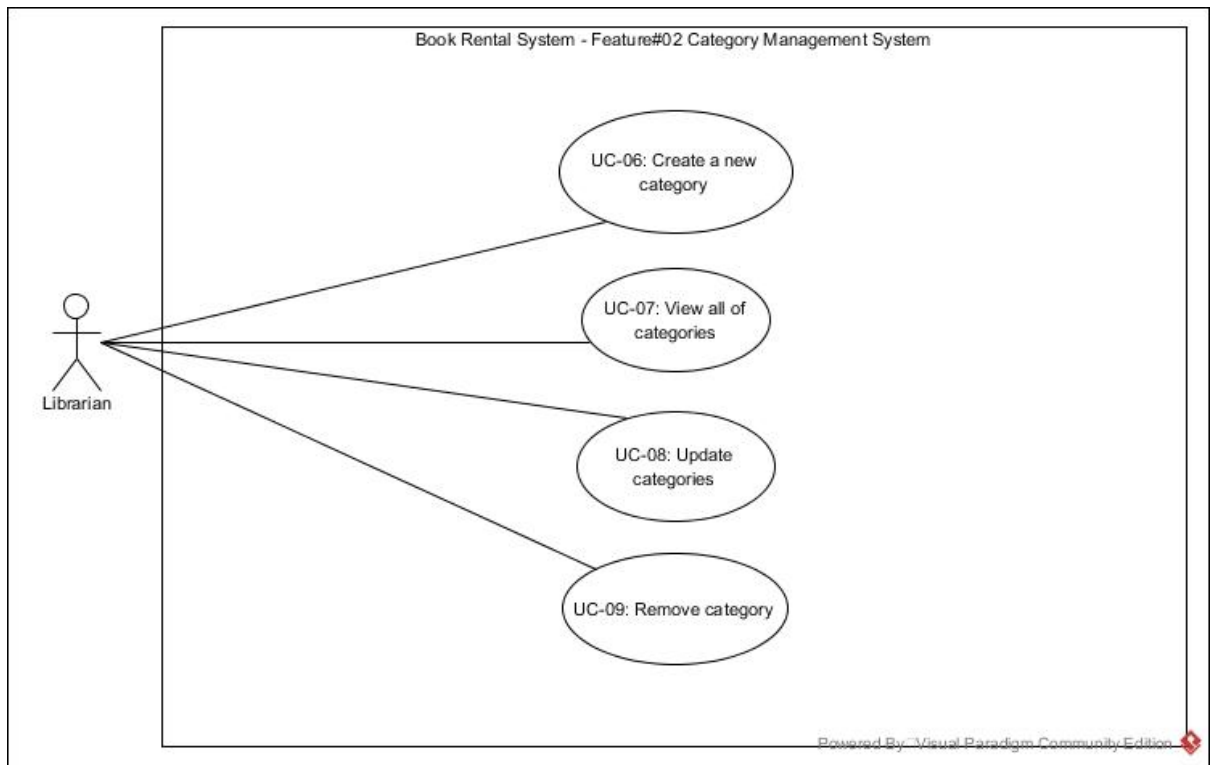 Book Rental System - Feature#02 Category Management System
UC-06: Create a new
category
UC-07: View all of
categories
Librarian
UC-08: Update
categories
UC-09: Remove category
Powered By Visual Paradigm Community Edition